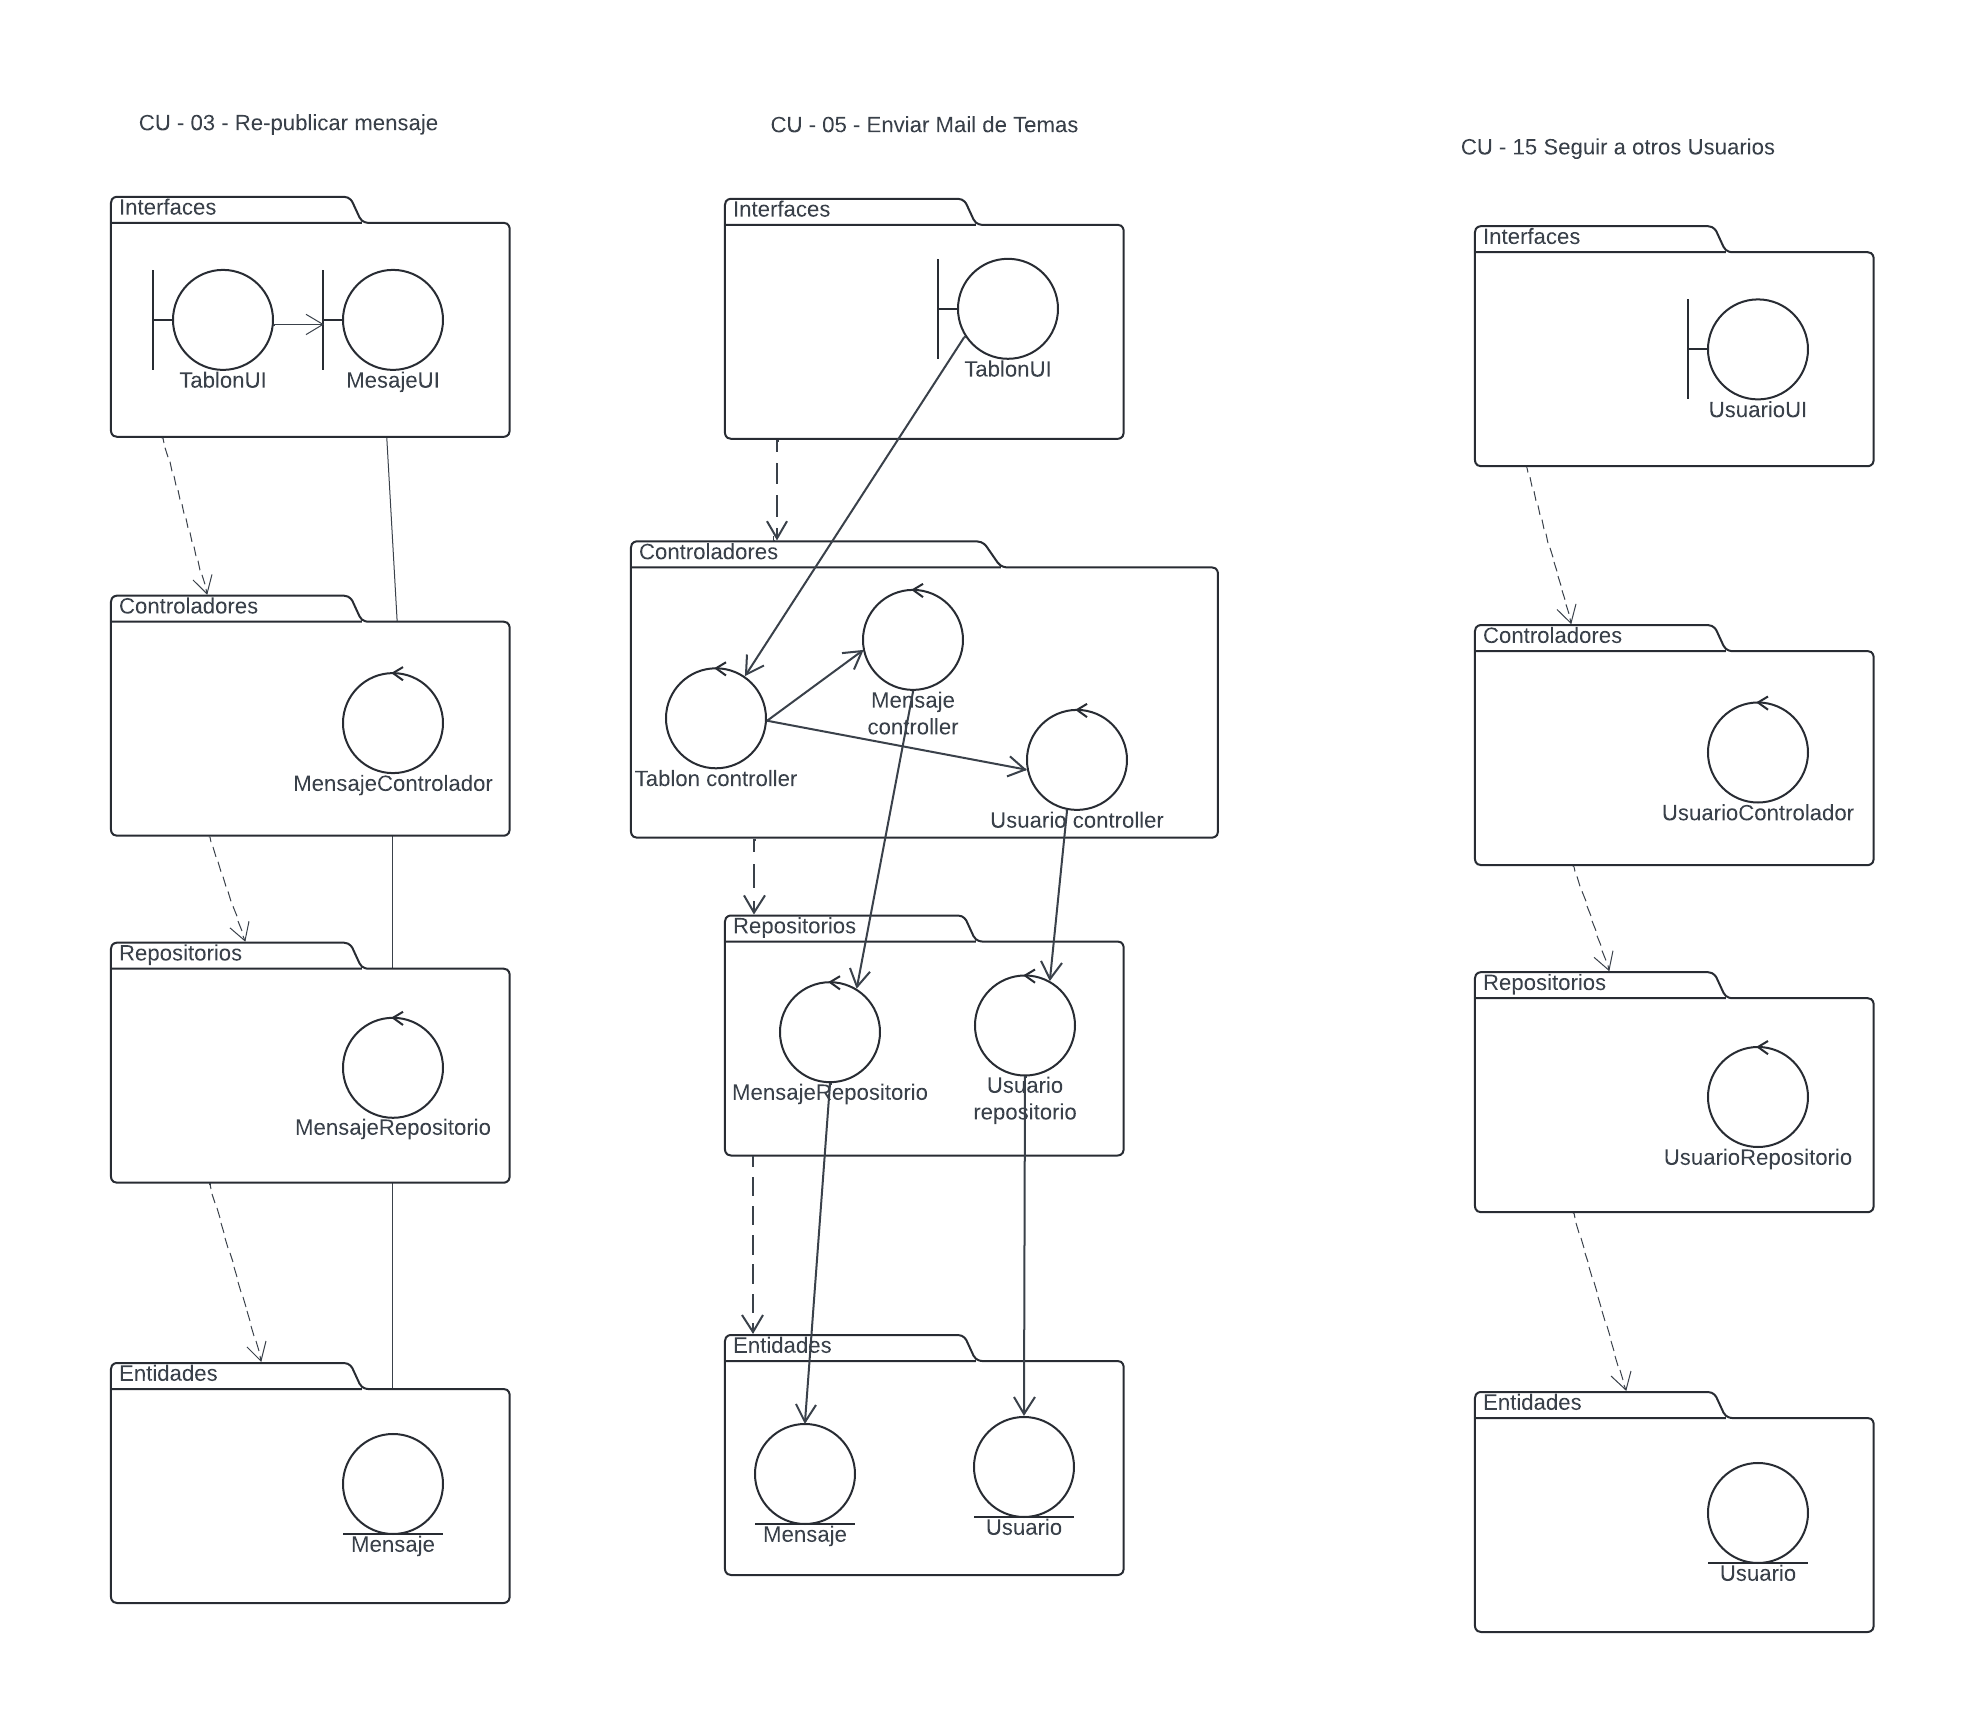 CU - 03 - Re-publicar mensaje
Interfaces
TablonUI
MesajeUI
Controladores
MensajeControlador
Repositorios
MensajeRepositorio
Entidades
Mensaje
CU - 05 - Enviar Mail de Temas
Interfaces
TablonUI
Controladores
Mensaje
controller
Tablon controller
Usuario controller
Repositorios
MensajeRepositorio
Usuario
repositorio
Entidades
Mensaje
Usuario
CU - 15 Seguir a otros Usuarios
Interfaces
UsuarioUI
Controladores
UsuarioControlador
Repositorios
UsuarioRepositorio
Entidades
Usuario